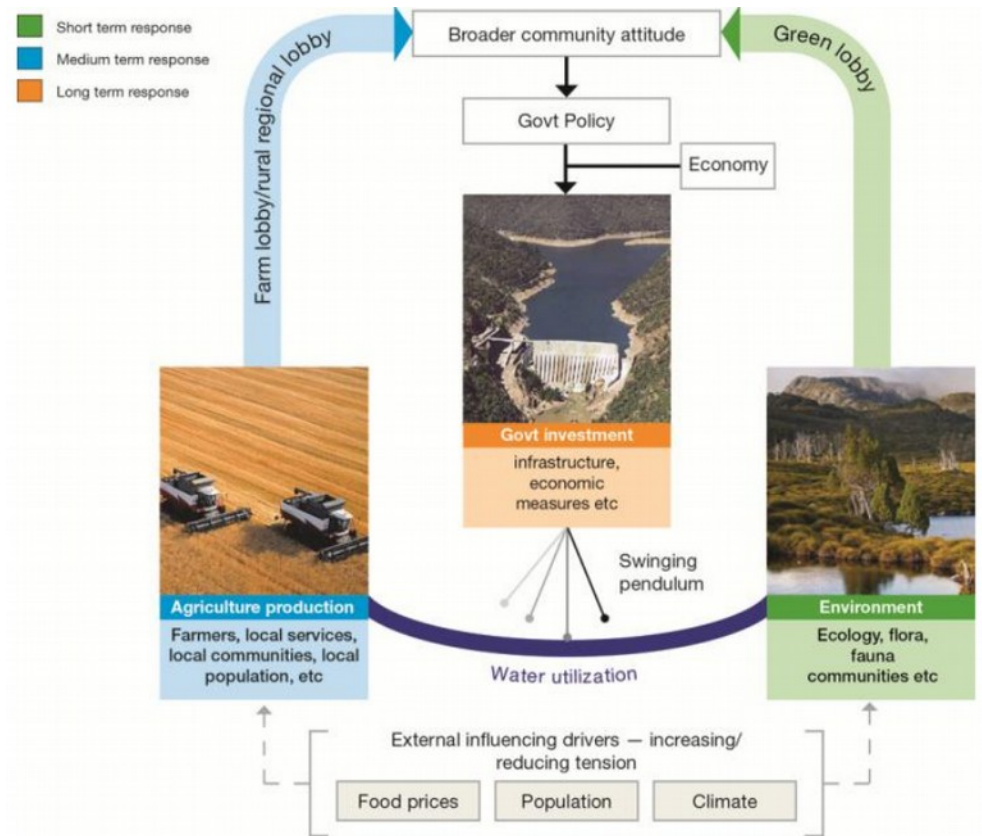 Short term response
Medium term response
Long term response
Farm lobby/rural regional lobby
Broader community attitude
Green lobby
Govt Policy
Economy
Govt investment
infrastructure,
economic
measures etc
Swinging
pendulum
Agriculture production
Farmers, local services,
local communities, local
population, etc
Environment
Ecology, flora,
fauna
communities etc
Water utilization
External influencing drivers — increasing/
reducing tension
Food prices
Population
Climate